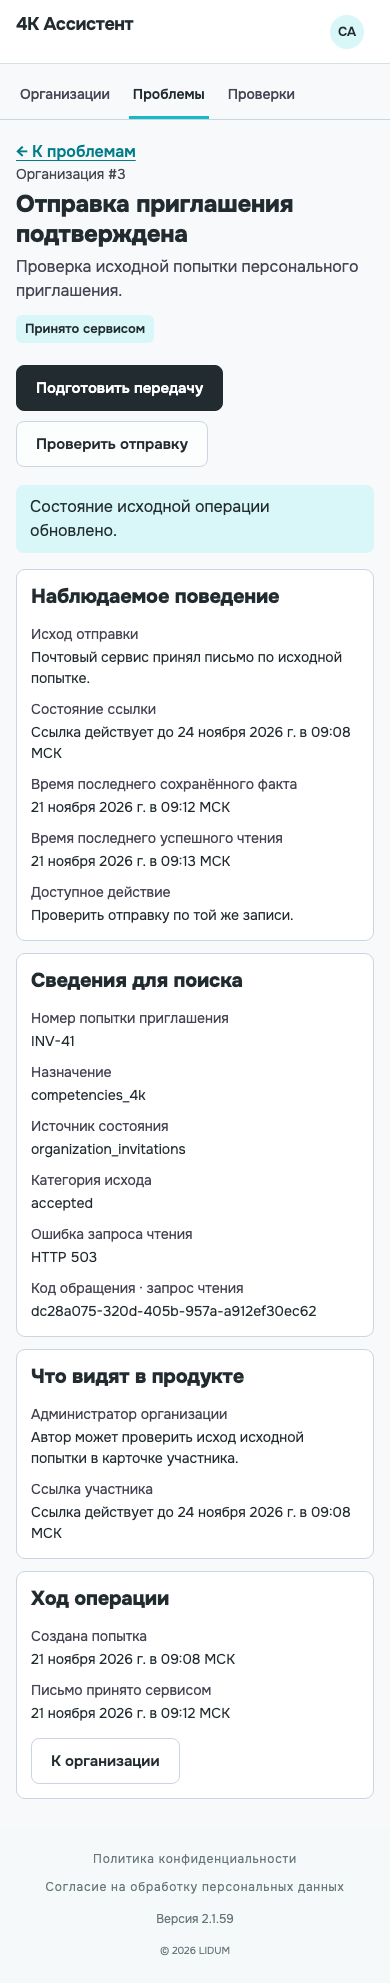 4К Ассистент
СА
Организации Проблемы Проверки
← К проблемам
Организация #3
Отправка приглашения
подтверждена
Проверка исходной попытки персонального
приглашения.
Принято сервисом
Подготовить передачу
Проверить отправку
Состояние исходной операции
обновлено.
Наблюдаемое поведение
Исход отправки
Почтовый сервис принял письмо по исходной
попытке.
Состояние ссылки
Ссылка действует до 24 ноября 2026 г. в 09:08
МСК
Время последнего сохранённого факта
21 ноября 2026 г. в 09:12 МСК
Время последнего успешного чтения
21 ноября 2026 г. в 09:13 МСК
Доступное действие
Проверить отправку по той же записи.
Сведения для поиска
Номер попытки приглашения
INV-41
Назначение
competencies_4k
Источник состояния
organization_invitations
Категория исхода
accepted
Ошибка запроса чтения
HTTP 503
Код обращения · запрос чтения
dc28a075-320d-405b-957a-a912ef30ec62
Что видят в продукте
Администратор организации
Автор может проверить исход исходной
попытки в карточке участника.
Ссылка участника
Ссылка действует до 24 ноября 2026 г. в 09:08
МСК
Ход операции
Создана попытка
21 ноября 2026 г. в 09:08 МСК
Письмо принято сервисом
21 ноября 2026 г. в 09:12 МСК
К организации
Политика конфиденциальности
Согласие на обработку персональных данных
Версия 2.1.59
© 2026 LIDUM